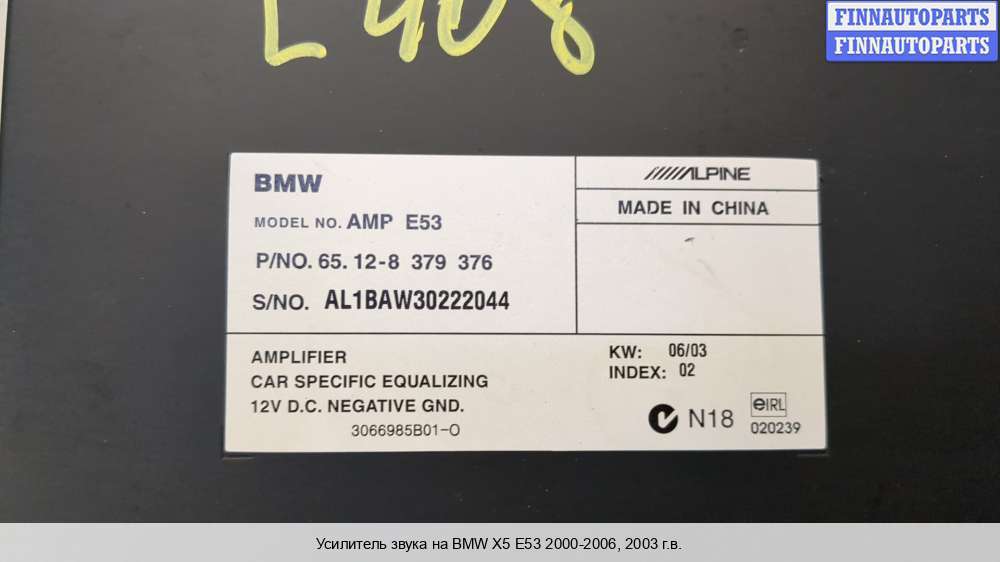 L 408
FINNAUTOPARTS
FINNAUTOPARTS
BMW
MODEL NO. AMP E53
P/NO. 65. 12-8 379 376
S/NO. AL1BAW30222044
ALPINE
MADE IN CHINA
AMPLIFIER
CAR SPECIFIC EQUALIZING
12V D.C. NEGATIVE GND.
3066985B01-O
KW: 06/03
INDEX: 02
N18
eIRL
020239
Усилитель звука на BMW X5 E53 2000-2006, 2003 г.в.